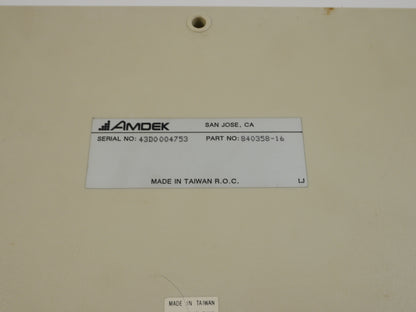 AMDEK SAN JOSE, CA
SERIAL NO: 43D0004753 PART NO: 840358-16
MADE IN TAIWAN R.O.C. LJ
MADE IN TAIWAN